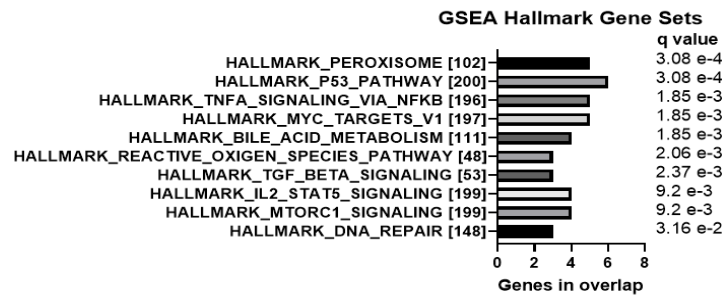 GSEA Hallmark Gene Sets
q value
HALLMARK_PEROXISOME [102] 3.08 e-4
HALLMARK_P53_PATHWAY [200] 3.08 e-4
HALLMARK_TNFA_SIGNALING_VIA_NFKB [196] 1.85 e-3
HALLMARK_MYC_TARGETS_V1 [197] 1.85 e-3
HALLMARK_BILE_ACID_METABOLISM [111] 1.85 e-3
HALLMARK_REACTIVE_OXIGEN_SPECIES_PATHWAY [48] 2.06 e-3
HALLMARK_TGF_BETA_SIGNALING [53] 2.37 e-3
HALLMARK_IL2_STAT5_SIGNALING [199] 9.2 e-3
HALLMARK_MTORC1_SIGNALING [199] 9.2 e-3
HALLMARK_DNA_REPAIR [148] 3.16 e-2
0 2 4 6 8
Genes in overlap